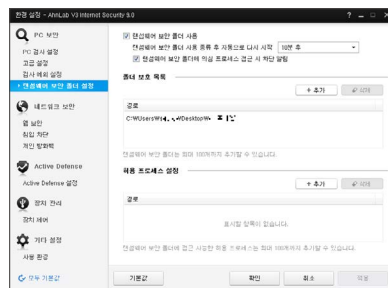 환경 설정 - AhnLab V3 Internet Security 9.0
PC 보안
PC 검사 설정
고급 설정
검사 예외 설정
랜섬웨어 보안 폴더 설정
네트워크 보안
웹 보안
침입 차단
개인 방화벽
Active Defense
Active Defense 설정
장치 관리
장치 제어
기타 설정
사용 환경
모두 기본값
랜섬웨어 보안 폴더 사용
랜섬웨어 보안 폴더 사용 중지 후 자동으로 다시 시작 10분 후
랜섬웨어 보안 폴더에 의심 프로세스 접근 시 차단 알림
폴더 보호 목록
+ 추가 삭제
경로
랜섬웨어 보안 폴더는 최대 100개까지 추가할 수 있습니다.
허용 프로세스 설정
+ 추가 삭제
경로
표시할 항목이 없습니다.
랜섬웨어 보안 폴더에 접근 허용 프로세스는 최대 100개까지 추가할 수 있습니다.
기본값 확인 취소 적용